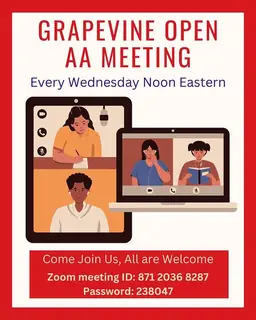 GRAPEVINE OPEN
AA MEETING
Every Wednesday Noon Eastern
Come Join Us, All are Welcome
Zoom meeting ID: 871 2036 8287
Password: 238047